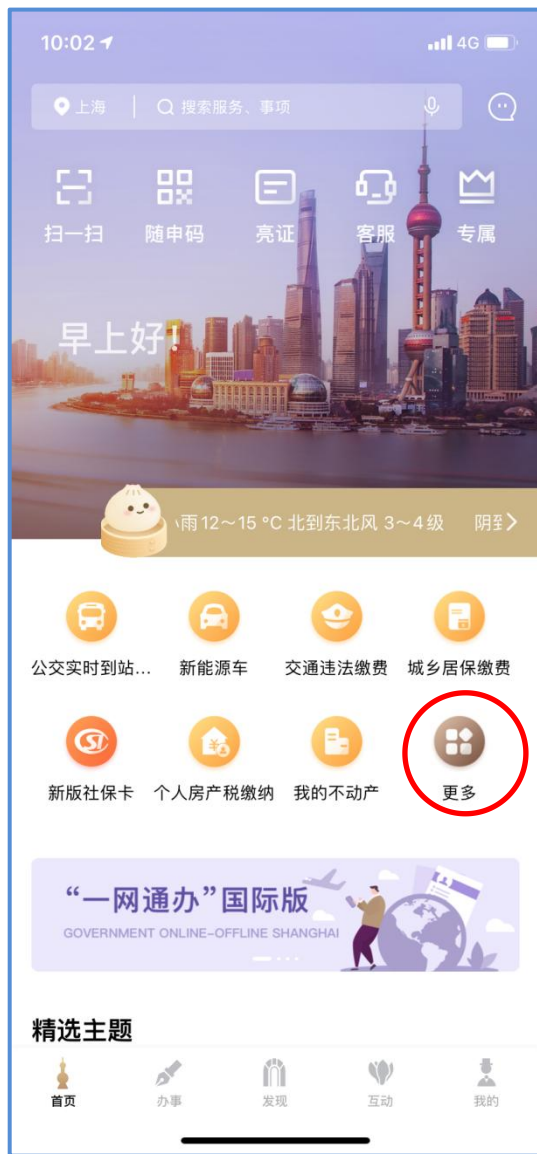 10:02
4G
上海
搜索服务、事项
扫一扫
随申码
亮证
客服
专属
早上好!
雨12～15 °C 北到东北风 3～4级
阴到
公交实时到站...
新能源车
交通违法缴费
城乡居保缴费
新版社保卡
个人房产税缴纳
我的不动产
更多
“一网通办”国际版
GOVERNMENT ONLINE-OFFLINE SHANGHAI
精选主题
首页
办事
发现
互动
我的